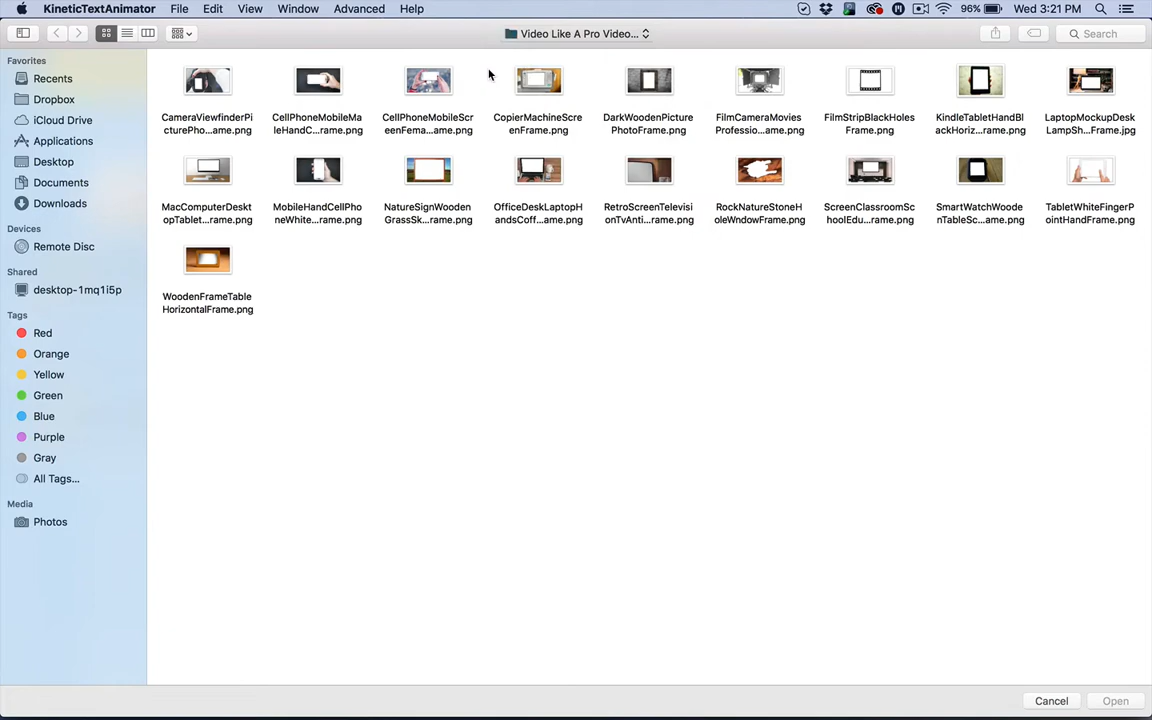 KineticTextAnimator File Edit View Window Advanced Help 96% Wed 3:21 PM
Video Like A Pro Video... Search
Favorites
Recents
Dropbox
iCloud Drive
Applications
Desktop
Documents
Downloads
Devices
Remote Disc
Shared
desktop-1mq1i5p
Tags
Red
Orange
Yellow
Green
Blue
Purple
Gray
All Tags...
Media
Photos
CameraViewfinderPi
cturePho...ame.png
CellPhoneMobileMa
leHandC...rame.png
CellPhoneMobileScr
eenFema...ame.png
CopierMachineScre
enFrame.png
DarkWoodenPicture
PhotoFrame.png
FilmCameraMovies
Professio...ame.png
FilmStripBlackHoles
Frame.png
KindleTabletHandBl
ackHoriz...rame.png
LaptopMockupDesk
LampSh...Frame.jpg
MacComputerDeskt
opTablet...rame.png
MobileHandCellPho
neWhite...rame.png
NatureSignWooden
GrassSk...rame.png
OfficeDeskLaptopH
andsCoff...ame.png
RetroScreenTelevisi
onTvAnti...rame.png
RockNatureStoneH
oleWndowFrame.png
ScreenClassroomSc
hoolEdu...rame.png
SmartWatchWoode
nTableSc...ame.png
TabletWhiteFingerP
ointHandFrame.png
WoodenFrameTable
HorizontalFrame.png
Cancel Open